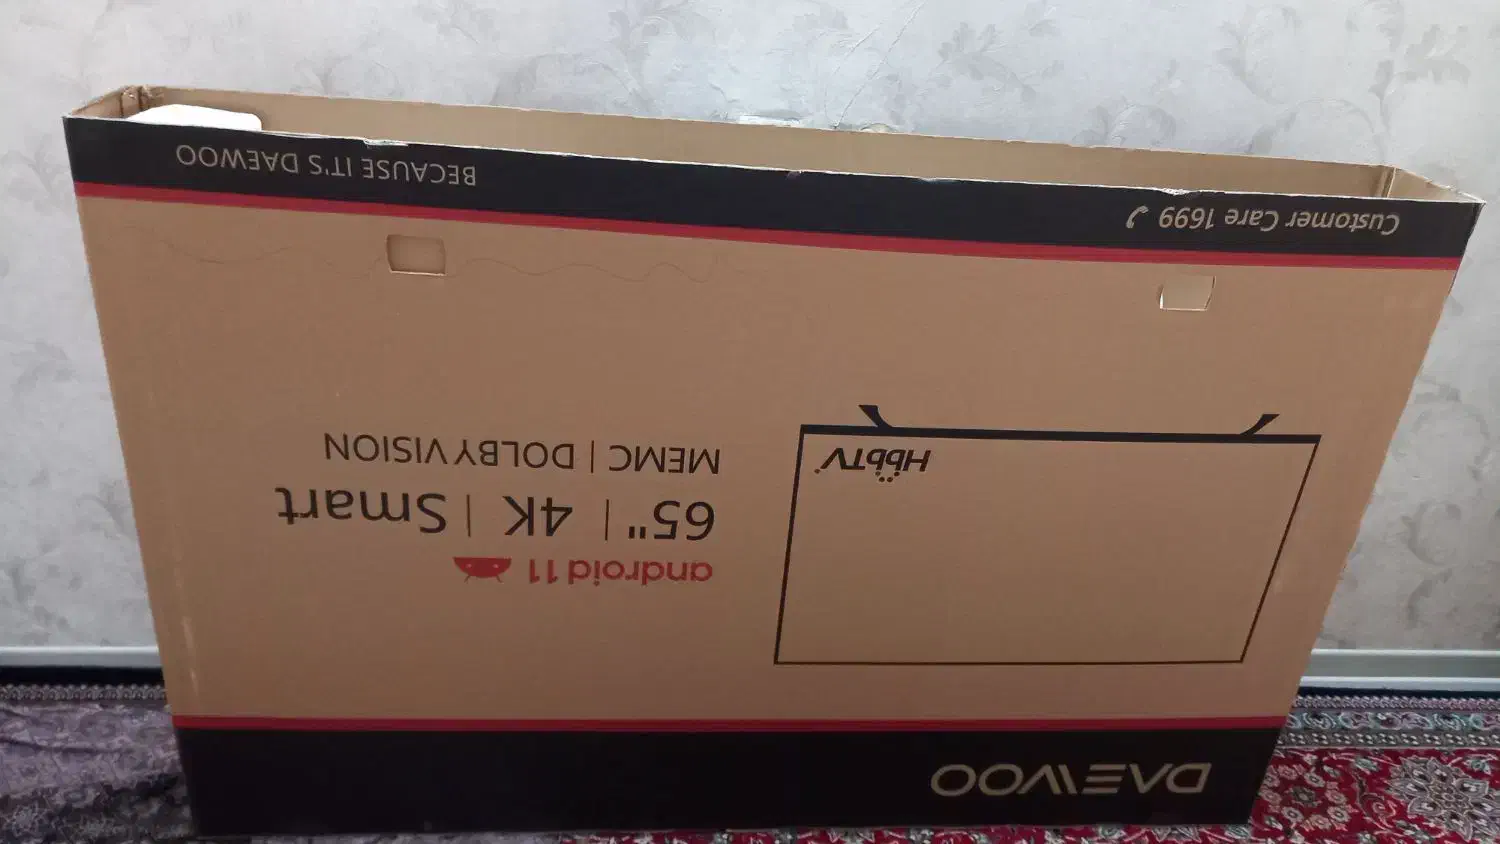 DAEWOO
android 11
65" | 4K | Smart
MEMC | DOLBY VISION
HbbTV
Customer Care 1699
BECAUSE IT'S DAEWOO